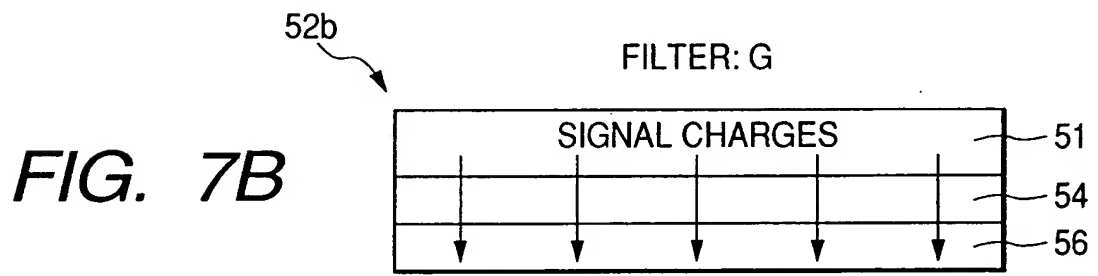 52b
FILTER: G
SIGNAL CHARGES
51
FIG. 7B
54
56